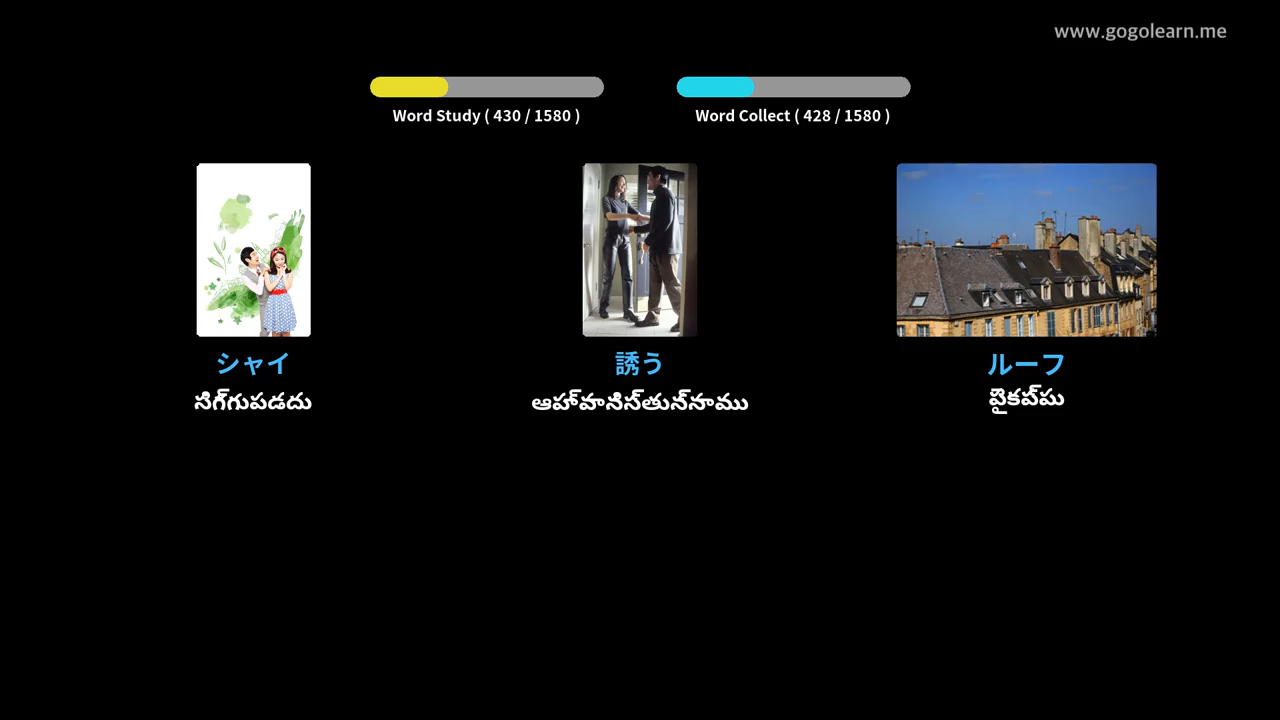 www.gogolearn.me
Word Study ( 430 / 1580 )
Word Collect ( 428 / 1580 )
シャイ
誘う
ルーフ
సిగ్గుపడదు
ఆహ్వానిస్తున్నాము
పైకప్పు